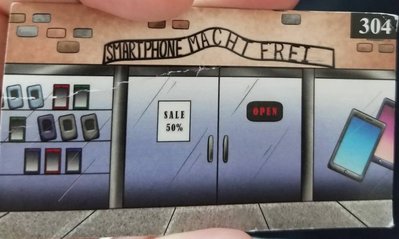 304
SMARTPHONE MACHT FREI
SALE
50%
OPEN